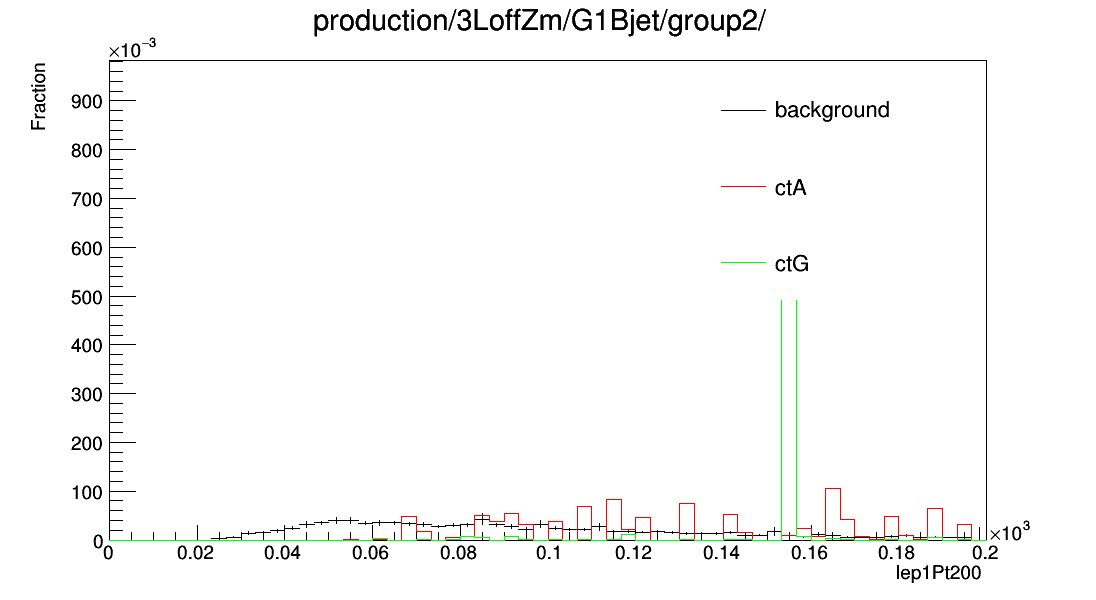 production/3LoffZm/G1Bjet/group2/
×10⁻³
Fraction
900
800
700
600
500
400
300
200
100
0
background
ctA
ctG
0 0.02 0.04 0.06 0.08 0.1 0.12 0.14 0.16 0.18 0.2
×10³
lep1Pt200